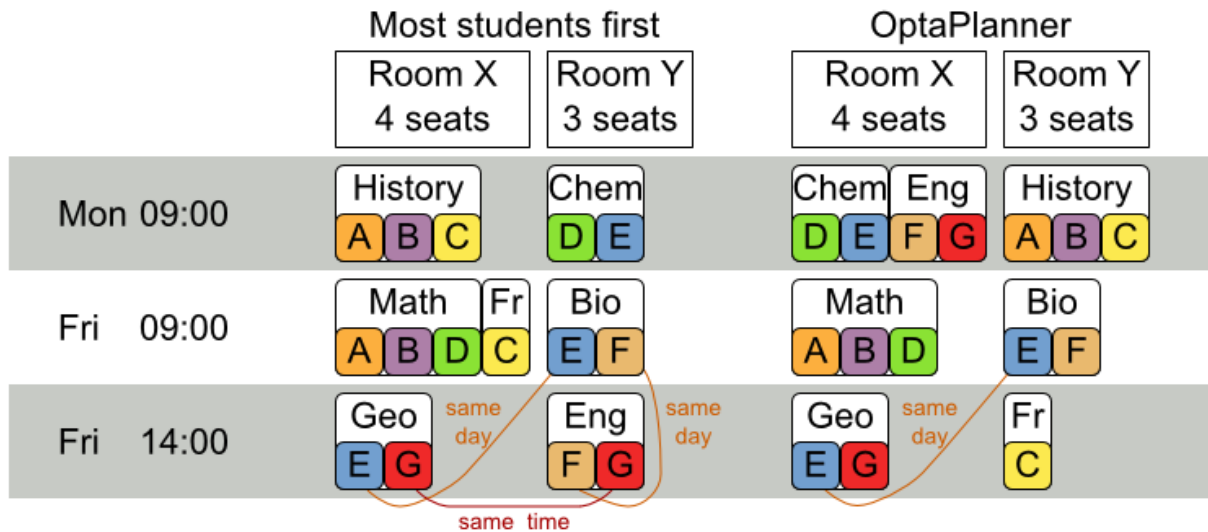 Most students first OptaPlanner
Room X Room Y Room X Room Y
4 seats 3 seats 4 seats 3 seats
History Chem Chem Eng History
Mon 09:00
A B C D E D E F G A B C
Math Fr Bio Math Bio
Fri 09:00
A B D C E F A B D E F
Geo same day Eng same day Geo same day Fr
Fri 14:00
E G F G E G C
same time